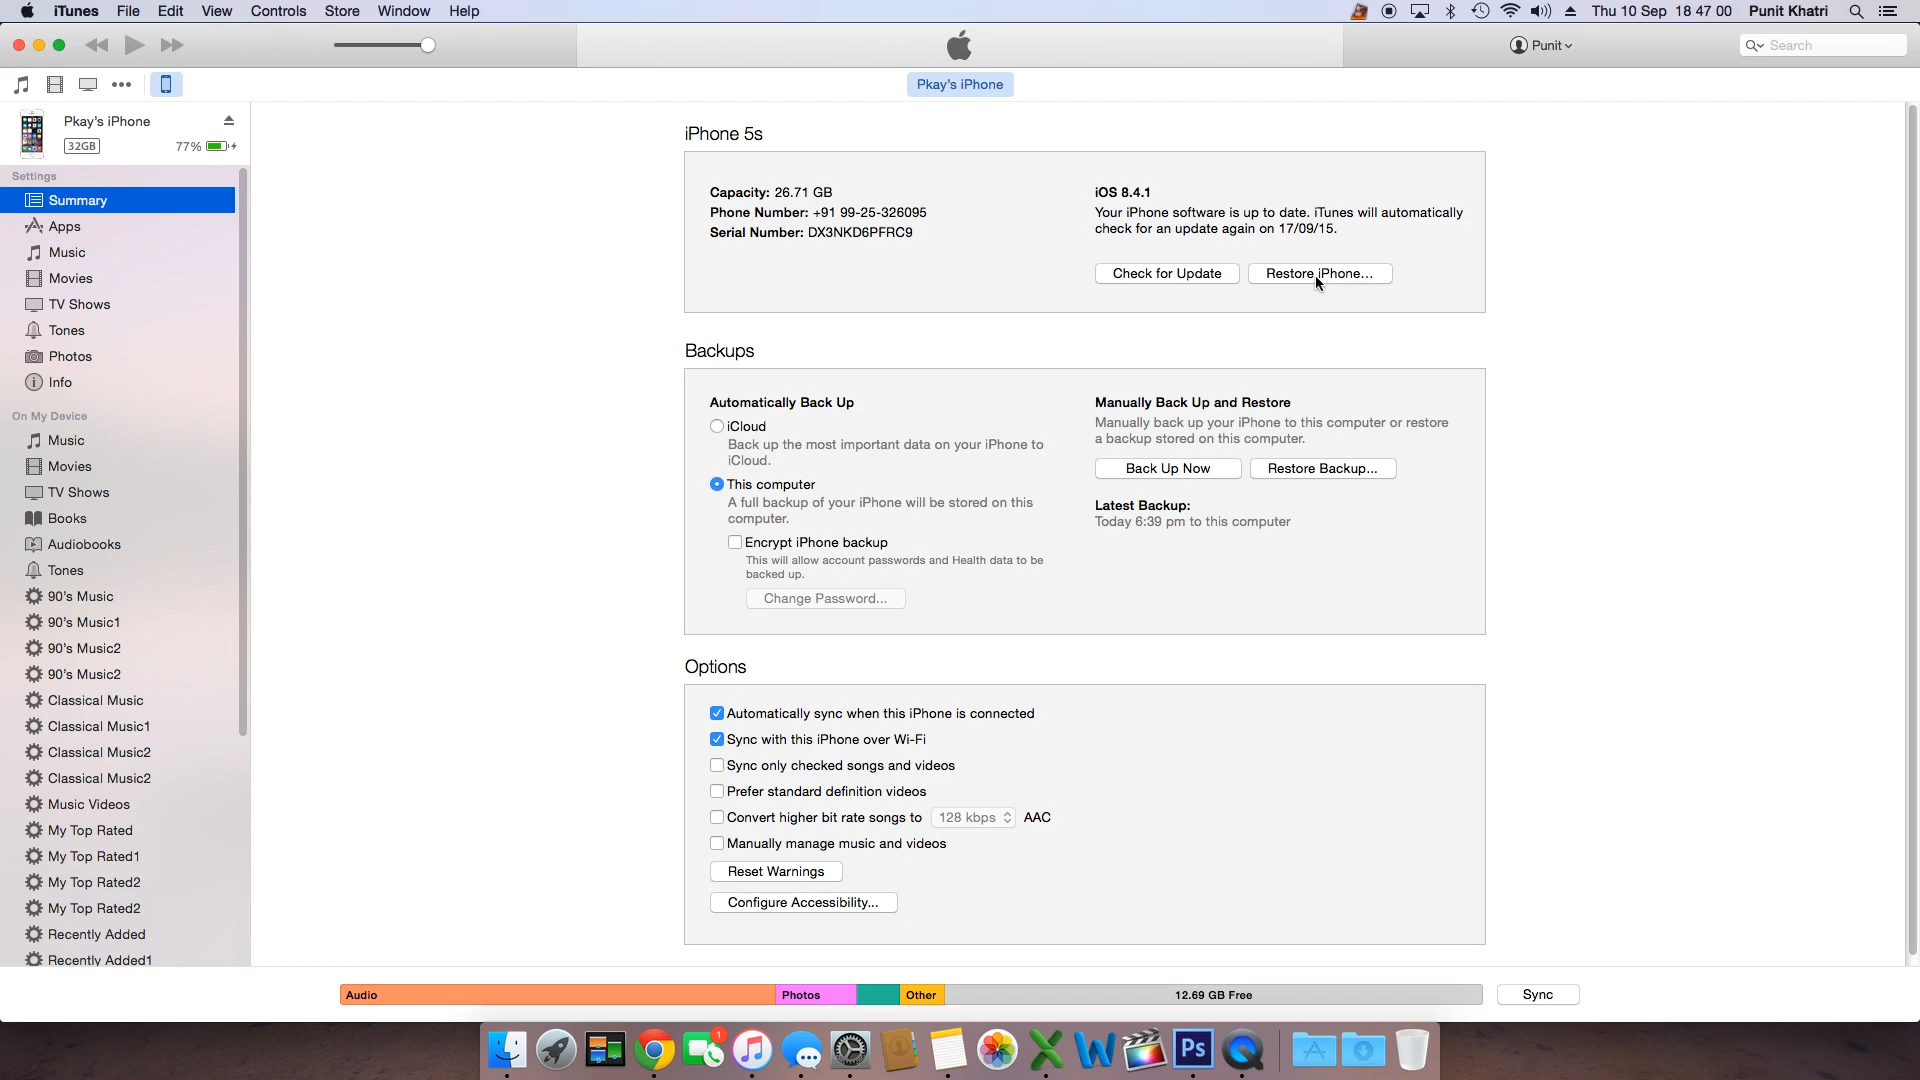 iTunes File Edit View Controls Store Window Help
Thu 10 Sep 18 47 00 Punit Khatri
Punit
Search
Pkay's iPhone
Pkay's iPhone
32GB
77%
Settings
Summary
Apps
Music
Movies
TV Shows
Tones
Photos
Info
On My Device
Music
Movies
TV Shows
Books
Audiobooks
Tones
90's Music
90's Music1
90's Music2
90's Music2
Classical Music
Classical Music1
Classical Music2
Classical Music2
Music Videos
My Top Rated
My Top Rated1
My Top Rated2
My Top Rated2
Recently Added
Recently Added1
iPhone 5s
Capacity: 26.71 GB
Phone Number: +91 99-25-326095
Serial Number: DX3NKD6PFRC9
iOS 8.4.1
Your iPhone software is up to date. iTunes will automatically
check for an update again on 17/09/15.
Check for Update
Restore iPhone...
Backups
Automatically Back Up
iCloud
Back up the most important data on your iPhone to
iCloud.
This computer
A full backup of your iPhone will be stored on this
computer.
Encrypt iPhone backup
This will allow account passwords and Health data to be
backed up.
Change Password...
Manually Back Up and Restore
Manually back up your iPhone to this computer or restore
a backup stored on this computer.
Back Up Now
Restore Backup...
Latest Backup:
Today 6:39 pm to this computer
Options
Automatically sync when this iPhone is connected
Sync with this iPhone over Wi-Fi
Sync only checked songs and videos
Prefer standard definition videos
Convert higher bit rate songs to 128 kbps AAC
Manually manage music and videos
Reset Warnings
Configure Accessibility...
Audio
Photos
Other
12.69 GB Free
Sync
1
Ps